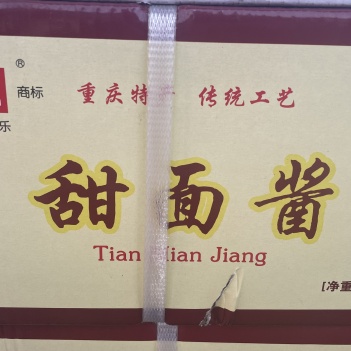 ® 商标
乐
重庆特 传统工艺
甜面酱
Tian ian Jiang
[净重